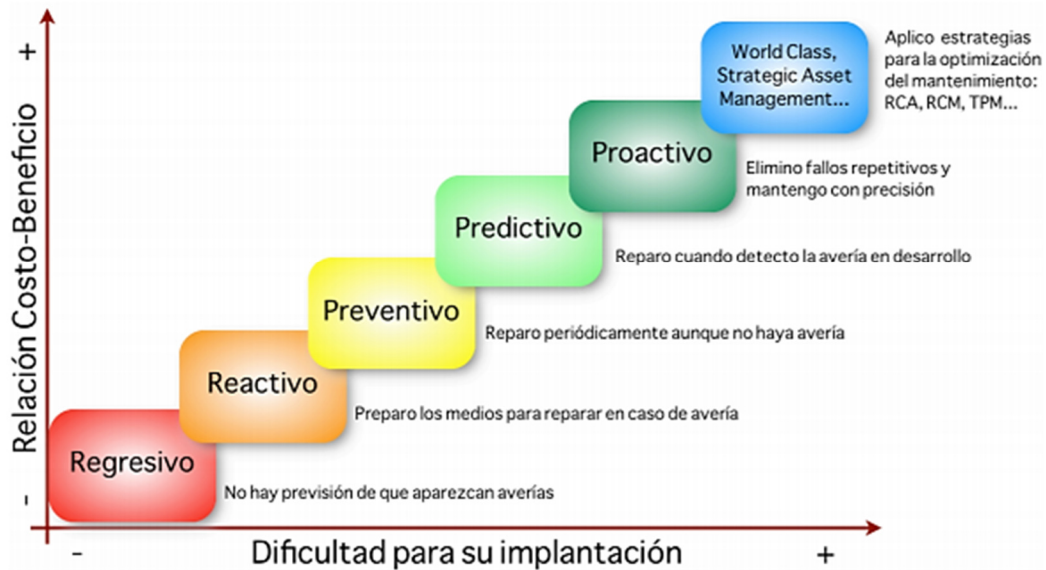 +
Relación Costo-Beneficio
-
World Class,
Strategic Asset
Management...
Aplico estrategias
para la optimización
del mantenimiento:
RCA, RCM, TPM...
Proactivo
Elimino fallos repetitivos y
mantengo con precisión
Predictivo
Reparo cuando detecto la avería en desarrollo
Preventivo
Reparo periódicamente aunque no haya avería
Reactivo
Preparo los medios para reparar en caso de avería
Regresivo
No hay previsión de que aparezcan averías
-
Dificultad para su implantación
+